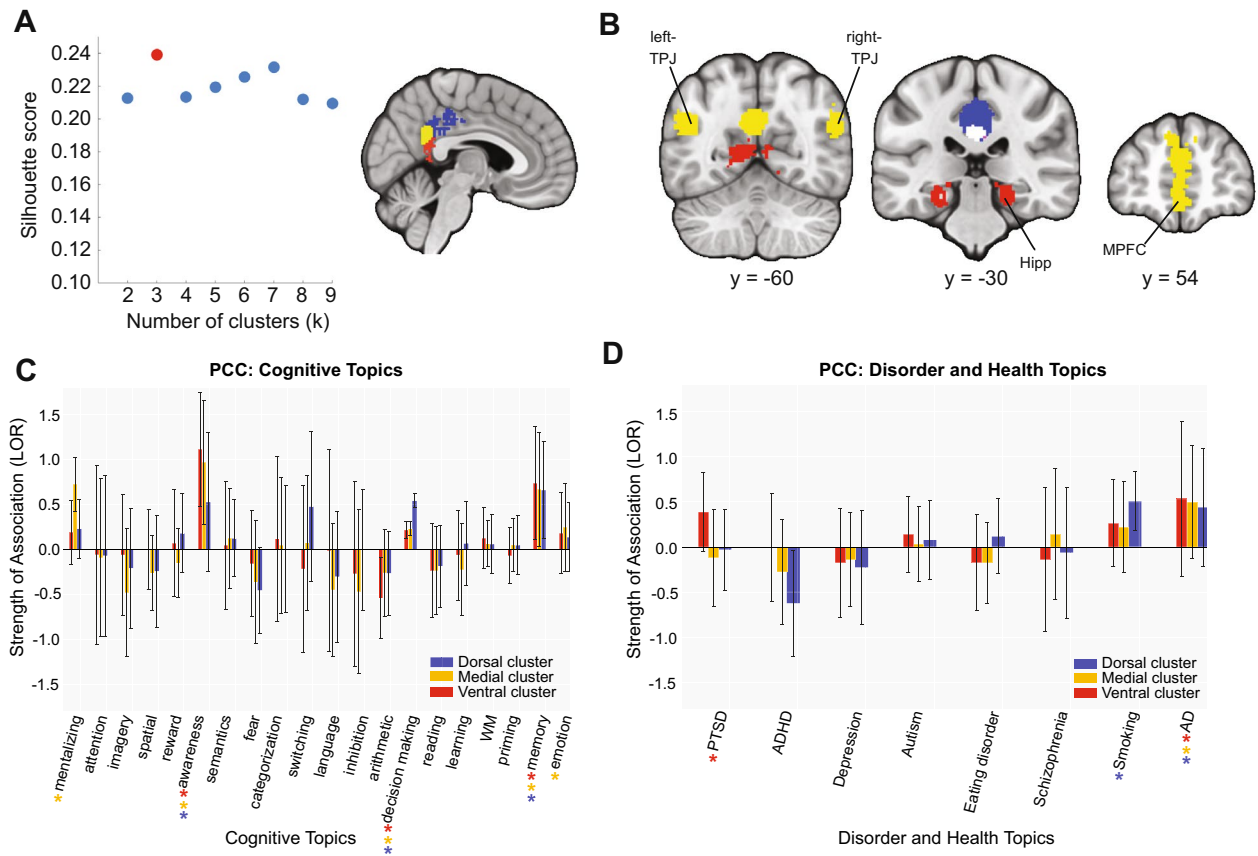 A
Silhouette score
0.24
0.22
0.20
0.18
0.16
0.14
0.12
0.10
2 3 4 5 6 7 8 9
Number of clusters (k)
B
left-
TPJ
right-
TPJ
Hipp
MPFC
y = -60
y = -30
y = 54
C
PCC: Cognitive Topics
Strength of Association (LOR)
1.5
1.0
0.5
0.0
-0.5
-1.0
-1.5
Dorsal cluster
Medial cluster
Ventral cluster
*mentalizing
attention
imagery
spatial
reward
***awareness
semantics
fear
categorization
switching
language
inhibition
arithmetic
***decision making
reading
learning
WM
priming
***memory
*emotion
Cognitive Topics
D
PCC: Disorder and Health Topics
Strength of Association (LOR)
1.5
1.0
0.5
0.0
-0.5
-1.0
-1.5
Dorsal cluster
Medial cluster
Ventral cluster
*PTSD
ADHD
Depression
Autism
Eating disorder
Schizophrenia
*Smoking
***AD
Disorder and Health Topics